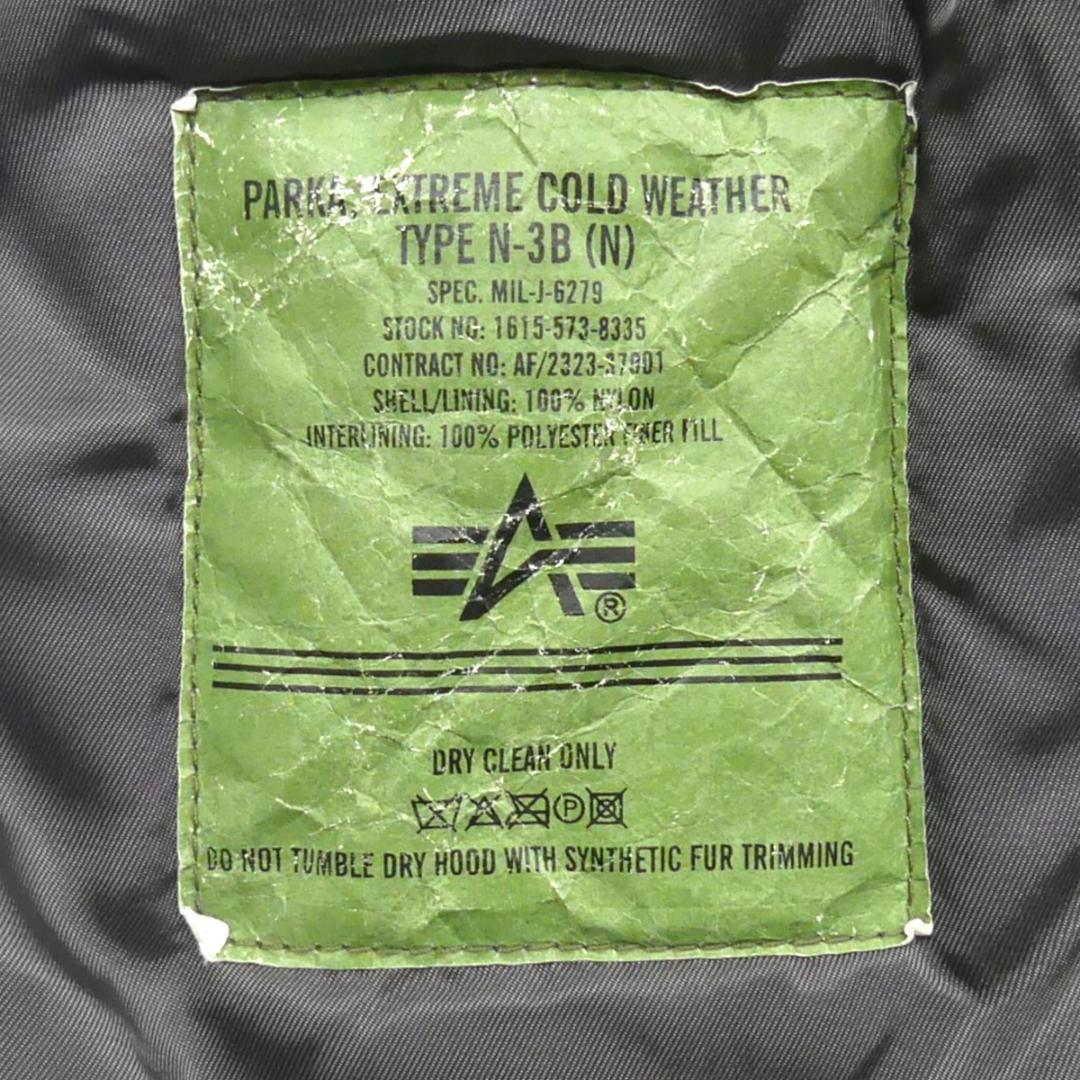 PARKA, EXTREME COLD WEATHER
TYPE N-3B (N)
SPEC. MIL-J-6279
STOCK NO: 1615-573-8335
CONTRACT NO: AF/2323-37901
SHELL/LINING: 100% NYLON
INTERLINING: 100% POLYESTER FINER FILL
®
DRY CLEAN ONLY
P
DO NOT TUMBLE DRY HOOD WITH SYNTHETIC FUR TRIMMING